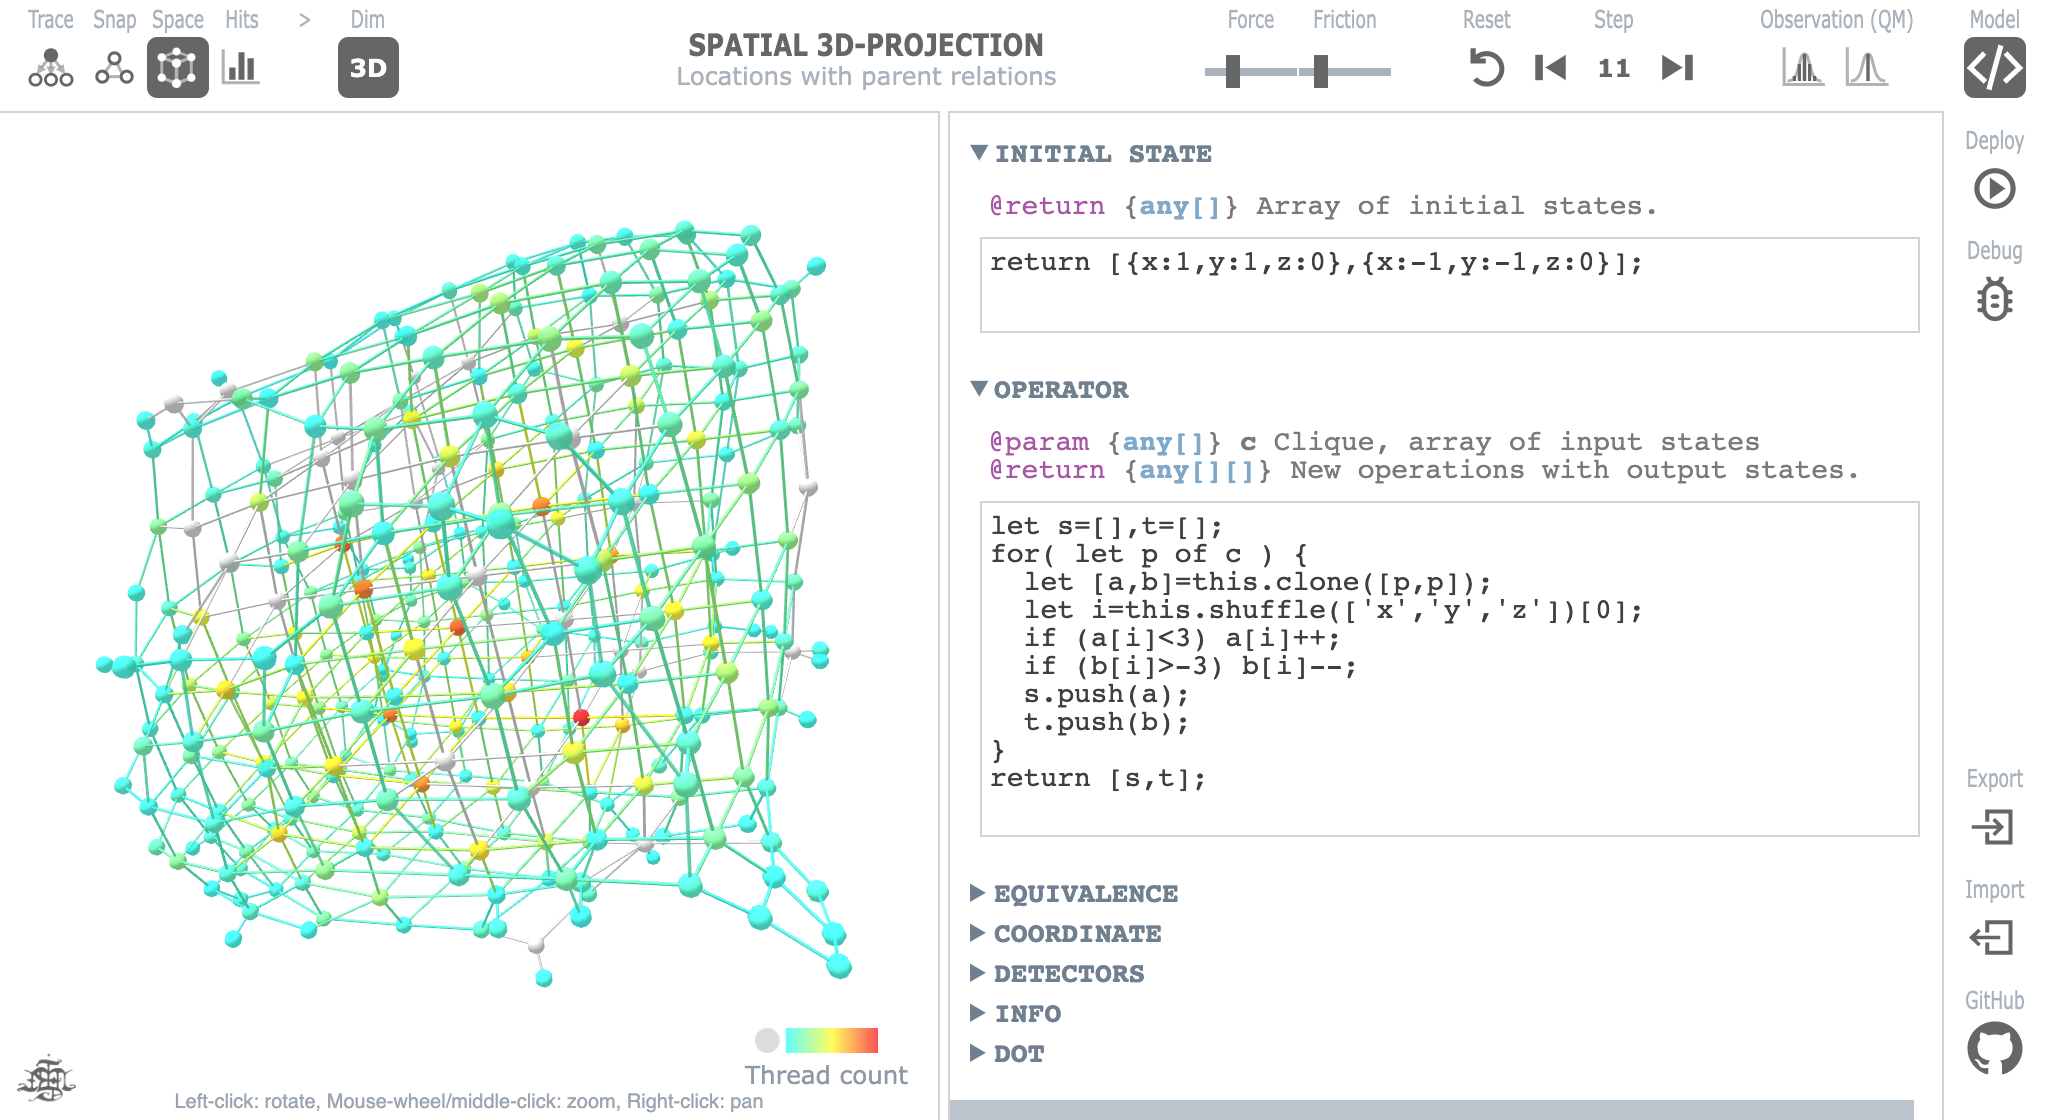 Trace Snap Space Hits > Dim
3D
SPATIAL 3D-PROJECTION
Locations with parent relations
Force Friction Reset Step Observation (QM) Model
11
</>
Deploy
Debug
Export
Import
GitHub
▼ INITIAL STATE
@return {any[]} Array of initial states.
return [{x:1,y:1,z:0},{x:-1,y:-1,z:0}];
▼ OPERATOR
@param {any[]} c Clique, array of input states
@return {any[][]} New operations with output states.
let s=[],t=[];
for( let p of c ) {
  let [a,b]=this.clone([p,p]);
  let i=this.shuffle(['x','y','z'])[0];
  if (a[i]<3) a[i]++;
  if (b[i]>-3) b[i]--;
  s.push(a);
  t.push(b);
}
return [s,t];
▶ EQUIVALENCE
▶ COORDINATE
▶ DETECTORS
▶ INFO
▶ DOT
Thread count
Left-click: rotate, Mouse-wheel/middle-click: zoom, Right-click: pan